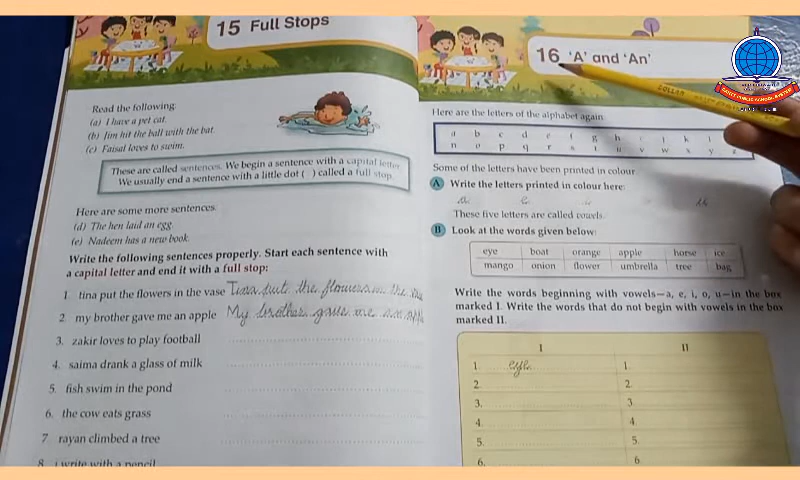 15 Full Stops
Read the following:
(a) I have a pet cat.
(b) Jim hit the ball with the bat.
(c) Faisal loves to swim.
These are called sentences. We begin a sentence with a capital letter.
We usually end a sentence with a little dot ( ) called a full stop.
Here are some more sentences.
(d) The hen laid an egg.
(e) Nadeem has a new book.
Write the following sentences properly. Start each sentence with
a capital letter and end it with a full stop:
1 tina put the flowers in the vase Tina put the flowers in the
2. my brother gave me an apple My brother gave me an
3. zakir loves to play football
4. saima drank a glass of milk
5. fish swim in the pond
6. the cow eats grass
7 rayan climbed a tree
8 i write with a pencil
16 'A' and 'An'
DOLLAR
Here are the letters of the alphabet again
a b c d e f g h i j k l
n o p q r s t u v w x y z
Some of the letters have been printed in colour
A Write the letters printed in colour here:
These five letters are called vowels.
B Look at the words given below:
eye boat orange apple horse ice
mango onion flower umbrella tree bag
Write the words beginning with vowels—a, e, i, o, u—in the box
marked I. Write the words that do not begin with vowels in the box
marked II.
I II
1. eye 1.
2. 2.
3. 3
4. 4.
5. 5.
6. 6